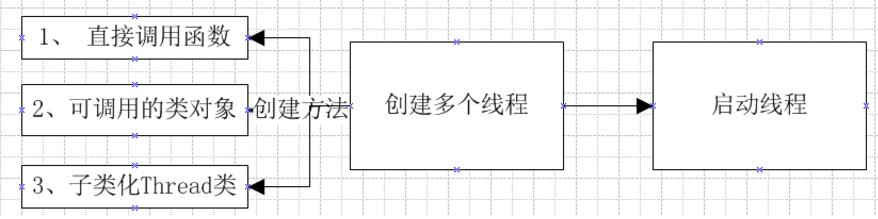 1、 直接调用函数
2、可调用的类对象
3、子类化Thread类
创建方法
创建多个线程
启动线程